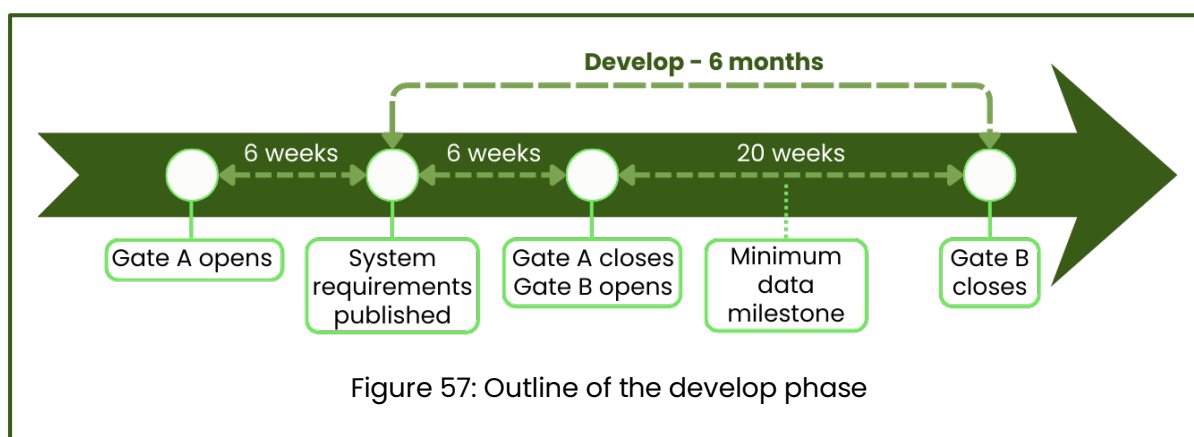 Develop - 6 months
6 weeks
6 weeks
20 weeks
Gate A opens
System
requirements
published
Gate A closes
Gate B opens
Minimum
data
milestone
Gate B
closes
Figure 57: Outline of the develop phase